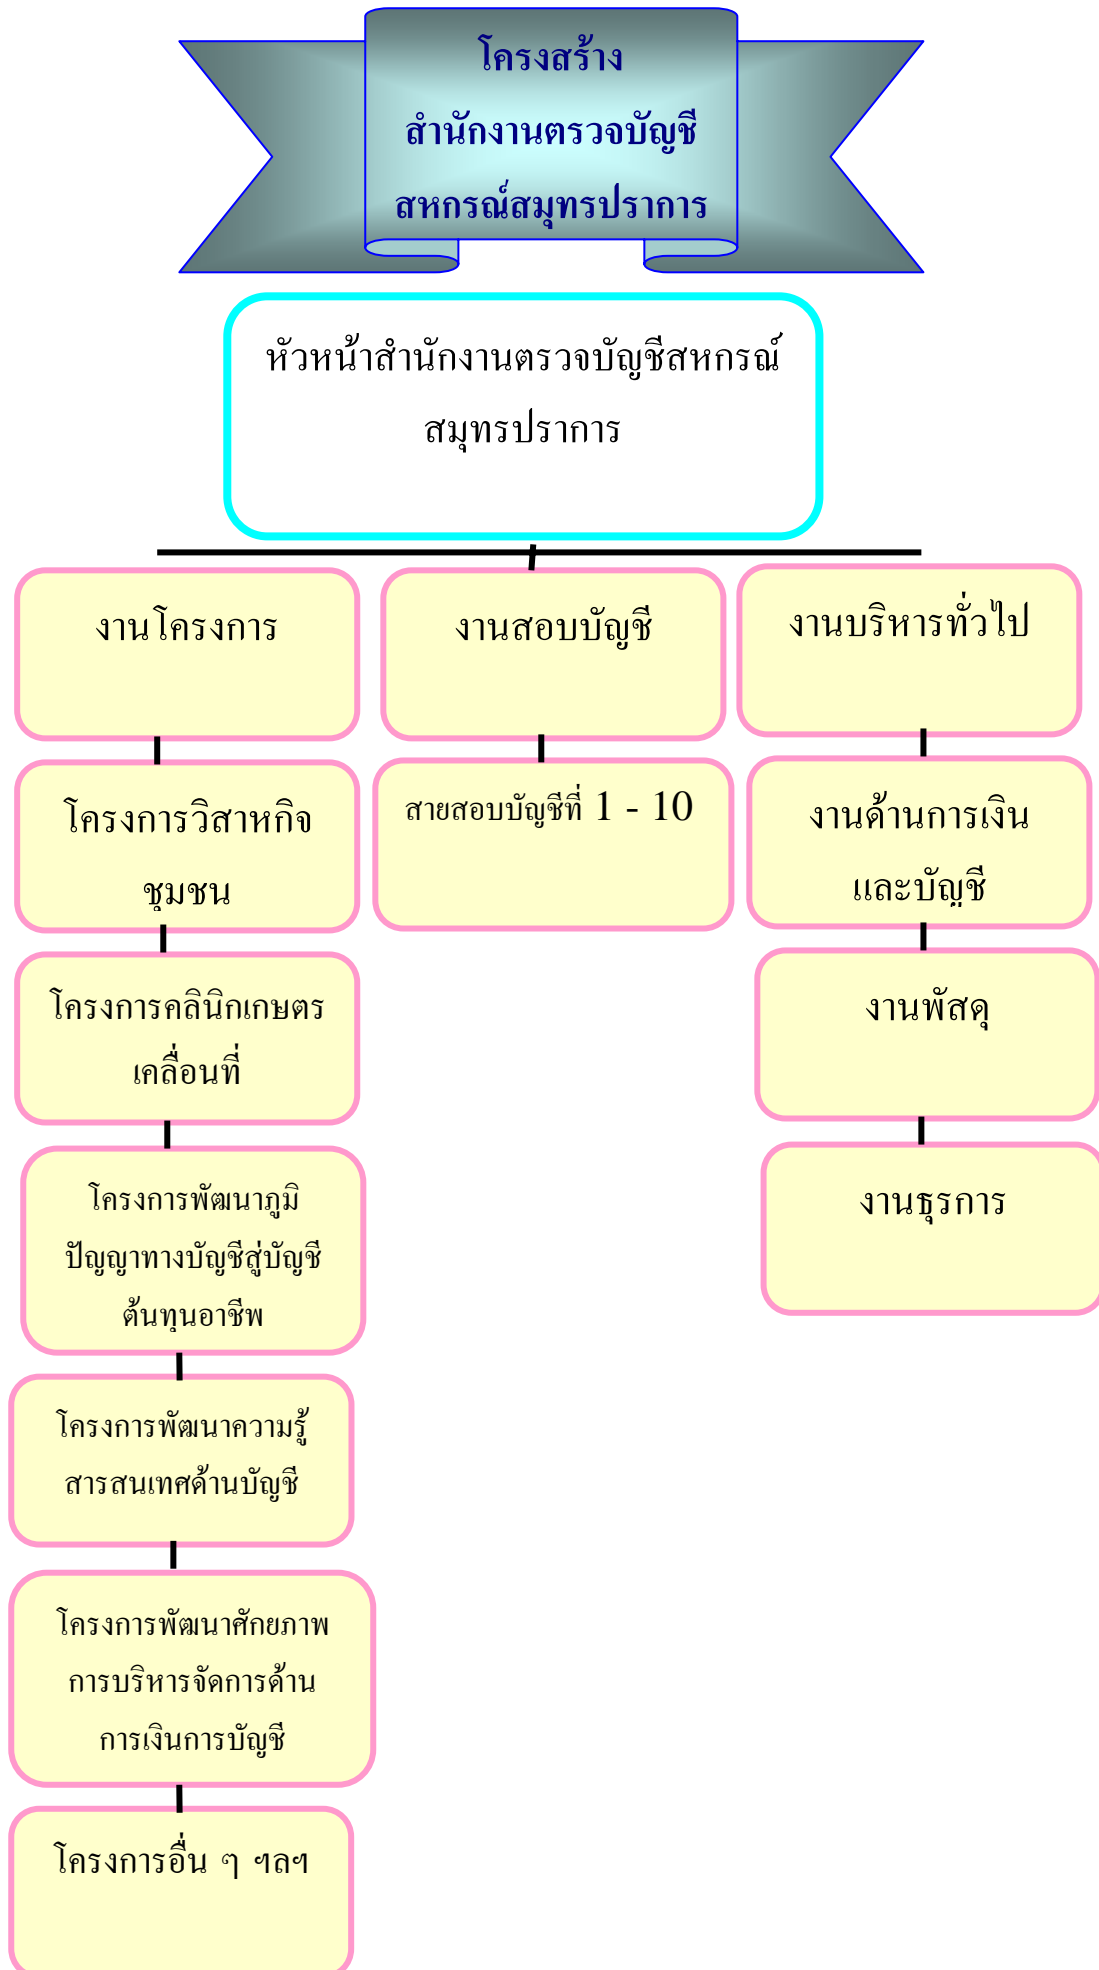 โครงสร้าง
สำนักงานตรวจบัญชี
สหกรณ์สมุทรปราการ
หัวหน้าสำนักงานตรวจบัญชีสหกรณ์
สมุทรปราการ
งานโครงการ
งานสอบบัญชี
งานบริหารทั่วไป
โครงการวิสาหกิจ
ชุมชน
สายสอบบัญชีที่ 1 - 10
งานด้านการเงิน
และบัญชี
โครงการคลินิกเกษตร
เคลื่อนที่
งานพัสดุ
โครงการพัฒนาภูมิ
ปัญญาทางบัญชีสู่บัญชี
ต้นทุนอาชีพ
งานธุรการ
โครงการพัฒนาความรู้
สารสนเทศด้านบัญชี
โครงการพัฒนาศักยภาพ
การบริหารจัดการด้าน
การเงินการบัญชี
โครงการอื่น ๆ ฯลฯ